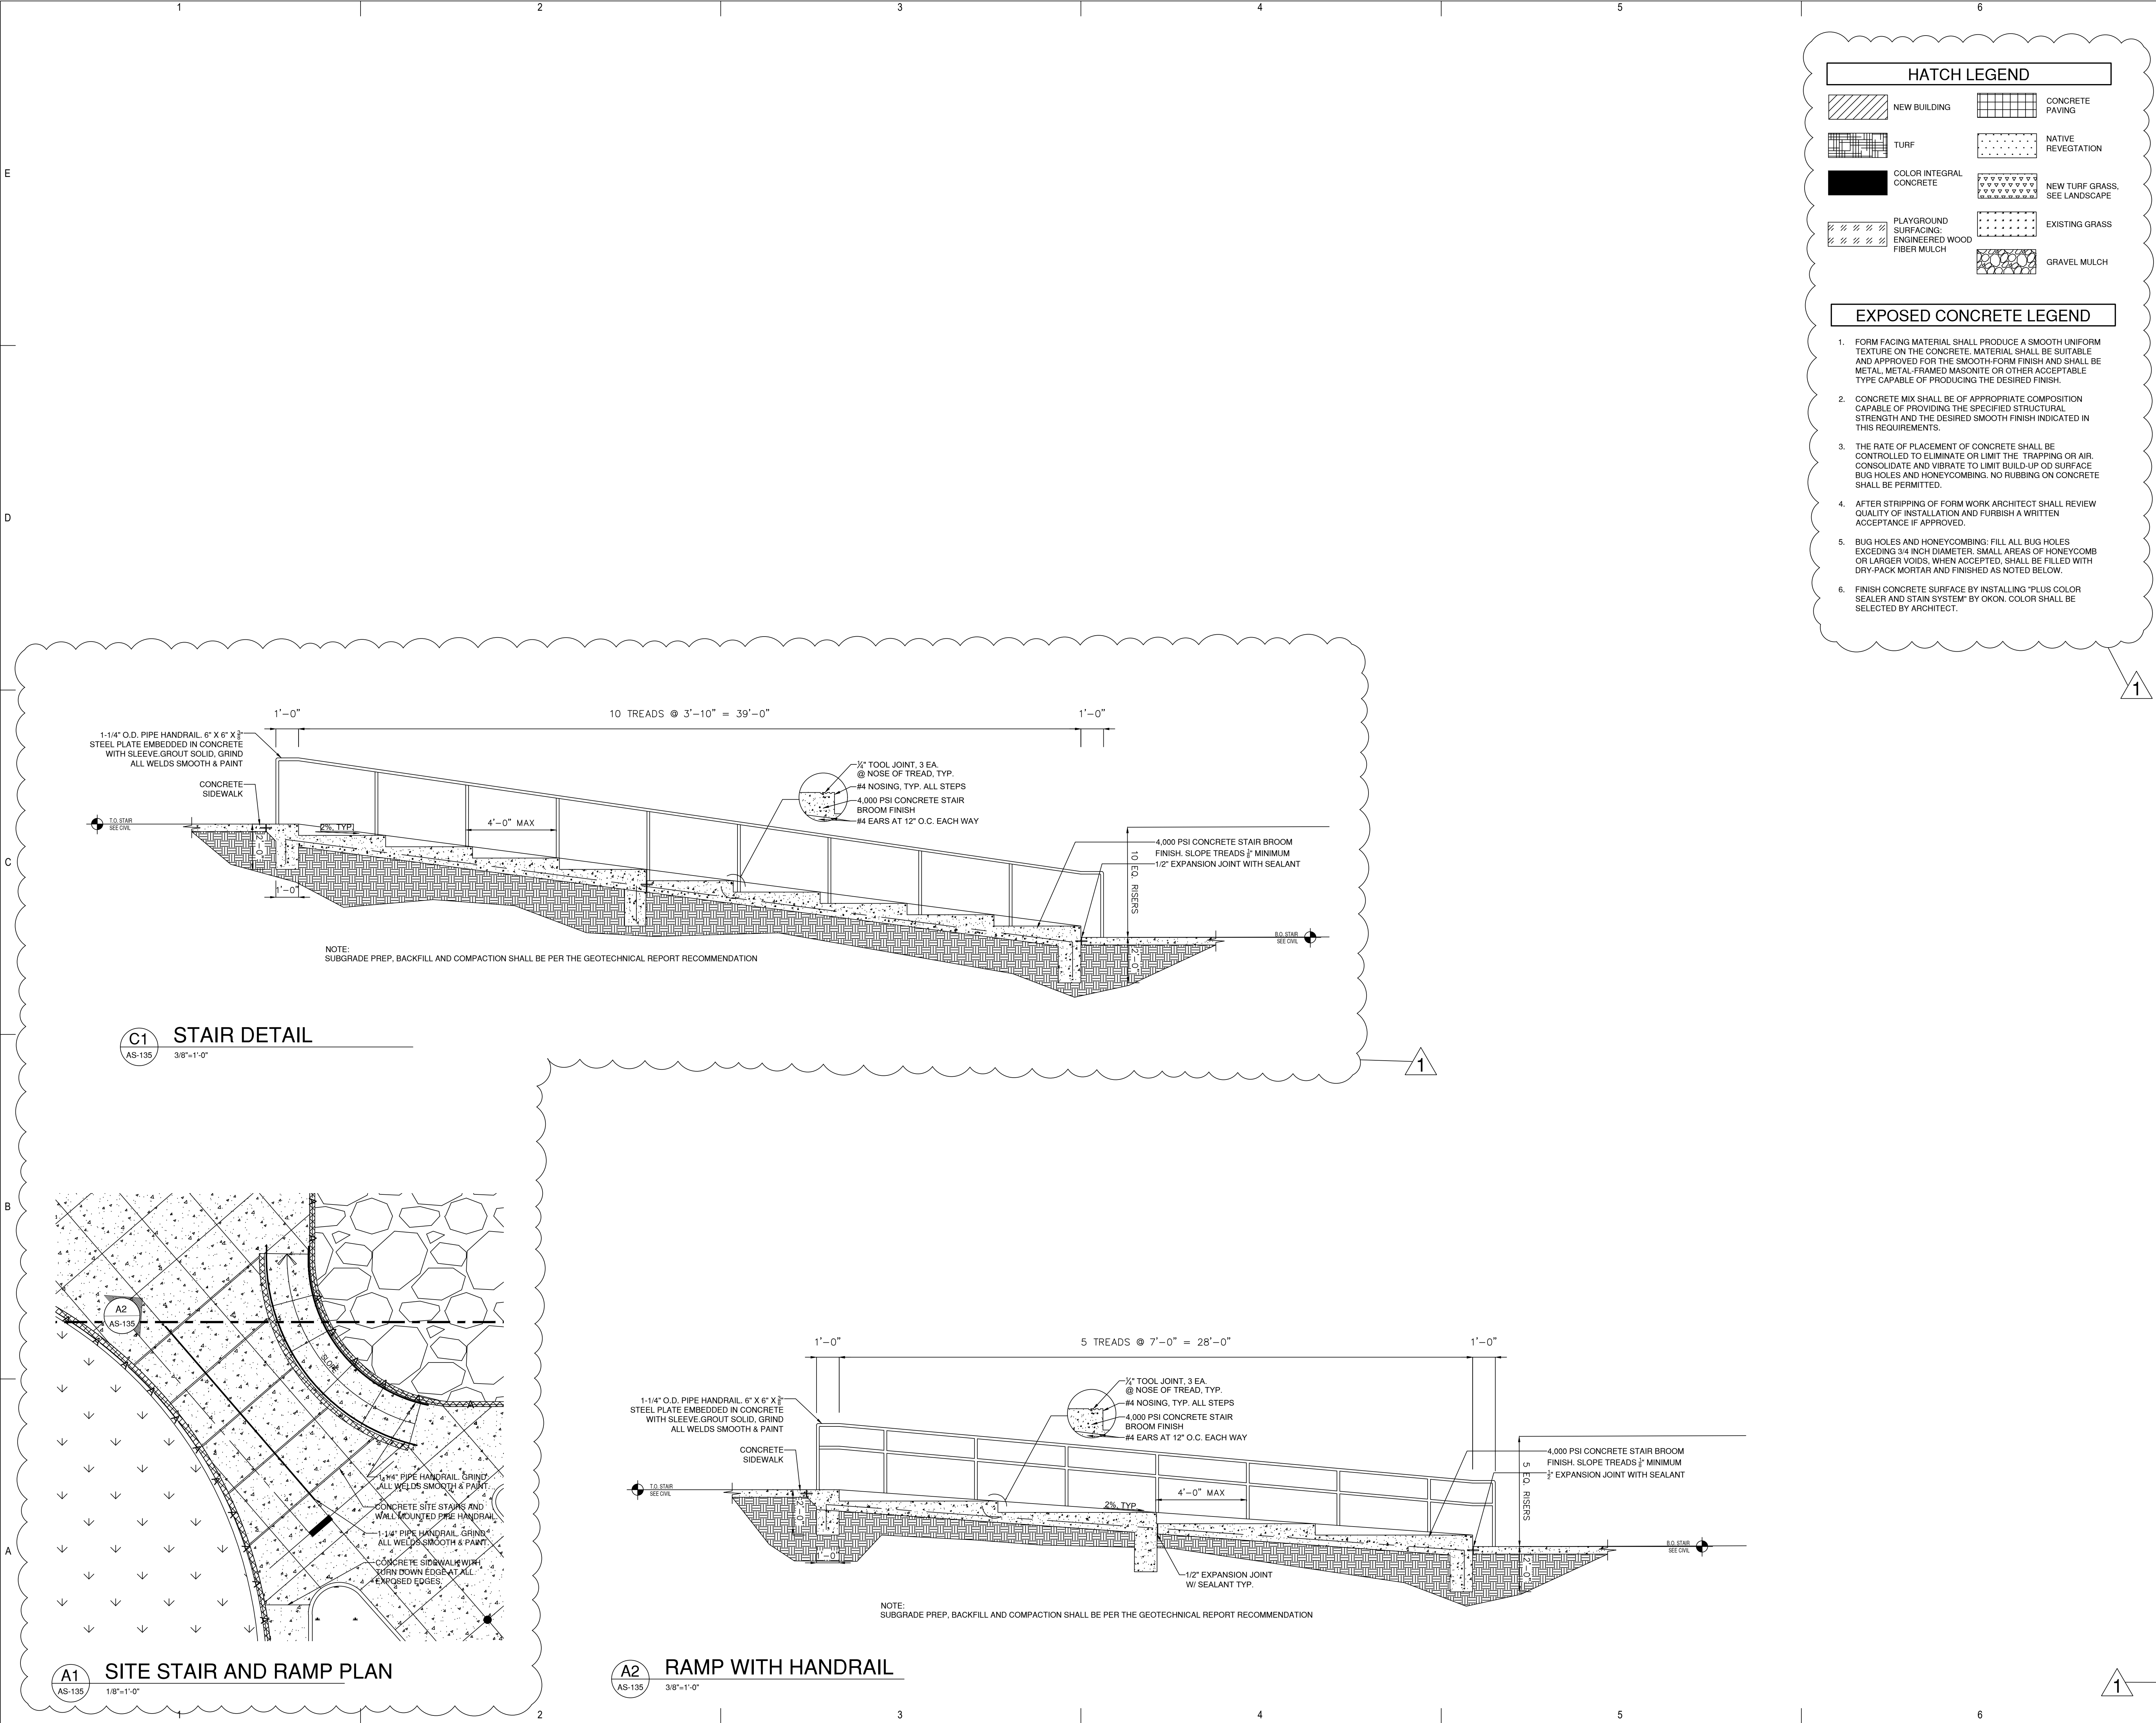 1 2 3 4 5 6
E
D
C
B
A
HATCH LEGEND
NEW BUILDING
TURF
COLOR INTEGRAL
CONCRETE
PLAYGROUND
SURFACING:
ENGINEERED WOOD
FIBER MULCH
CONCRETE
PAVING
NATIVE
REVEGTATION
NEW TURF GRASS,
SEE LANDSCAPE
EXISTING GRASS
GRAVEL MULCH
EXPOSED CONCRETE LEGEND
1. FORM FACING MATERIAL SHALL PRODUCE A SMOOTH UNIFORM
TEXTURE ON THE CONCRETE. MATERIAL SHALL BE SUITABLE
AND APPROVED FOR THE SMOOTH-FORM FINISH AND SHALL BE
METAL, METAL-FRAMED MASONITE OR OTHER ACCEPTABLE
TYPE CAPABLE OF PRODUCING THE DESIRED FINISH.
2. CONCRETE MIX SHALL BE OF APPROPRIATE COMPOSITION
CAPABLE OF PROVIDING THE SPECIFIED STRUCTURAL
STRENGTH AND THE DESIRED SMOOTH FINISH INDICATED IN
THIS REQUIREMENTS.
3. THE RATE OF PLACEMENT OF CONCRETE SHALL BE
CONTROLLED TO ELIMINATE OR LIMIT THE TRAPPING OR AIR.
CONSOLIDATE AND VIBRATE TO LIMIT BUILD-UP OD SURFACE
BUG HOLES AND HONEYCOMBING. NO RUBBING ON CONCRETE
SHALL BE PERMITTED.
4. AFTER STRIPPING OF FORM WORK ARCHITECT SHALL REVIEW
QUALITY OF INSTALLATION AND FURBISH A WRITTEN
ACCEPTANCE IF APPROVED.
5. BUG HOLES AND HONEYCOMBING: FILL ALL BUG HOLES
EXCEDING 3/4 INCH DIAMETER. SMALL AREAS OF HONEYCOMB
OR LARGER VOIDS, WHEN ACCEPTED, SHALL BE FILLED WITH
DRY-PACK MORTAR AND FINISHED AS NOTED BELOW.
6. FINISH CONCRETE SURFACE BY INSTALLING "PLUS COLOR
SEALER AND STAIN SYSTEM" BY OKON. COLOR SHALL BE
SELECTED BY ARCHITECT.
1
1'-0" 10 TREADS @ 3'-10" = 39'-0" 1'-0"
1-1/4" O.D. PIPE HANDRAIL. 6" X 6" X
STEEL PLATE EMBEDDED IN CONCRETE
WITH SLEEVE.GROUT SOLID, GRIND
ALL WELDS SMOOTH & PAINT
CONCRETE
SIDEWALK
T.O. STAIR
SEE CIVIL
2'-0"
1'-0"
2%, TYP
4'-0" MAX
TOOL JOINT, 3 EA.
@ NOSE OF TREAD, TYP.
#4 NOSING, TYP. ALL STEPS
4,000 PSI CONCRETE STAIR
BROOM FINISH
#4 EARS AT 12" O.C. EACH WAY
10 EQ. RISERS
4,000 PSI CONCRETE STAIR BROOM
FINISH. SLOPE TREADS MINIMUM
1/2" EXPANSION JOINT WITH SEALANT
B.O. STAIR
SEE CIVIL
2'-0"
NOTE:
SUBGRADE PREP, BACKFILL AND COMPACTION SHALL BE PER THE GEOTECHNICAL REPORT RECOMMENDATION
C1
AS-135
STAIR DETAIL
3/8"=1'-0"
1
A2
AS-135
SLOPE
1-1/4" PIPE HANDRAIL. GRIND
ALL WELDS SMOOTH & PAINT
CONCRETE SITE STAIRS AND
WALL MOUNTED PIPE HANDRAIL
1-1/4" PIPE HANDRAIL. GRIND
ALL WELDS SMOOTH & PAINT
CONCRETE SIDEWALK WITH
TURN DOWN EDGE AT ALL
EXPOSED EDGES.
A1
AS-135
SITE STAIR AND RAMP PLAN
1/8"=1'-0"
1'-0" 5 TREADS @ 7'-0" = 28'-0" 1'-0"
1-1/4" O.D. PIPE HANDRAIL. 6" X 6" X
STEEL PLATE EMBEDDED IN CONCRETE
WITH SLEEVE.GROUT SOLID, GRIND
ALL WELDS SMOOTH & PAINT
CONCRETE
SIDEWALK
T.O. STAIR
SEE CIVIL
2'-0"
1'-0"
TOOL JOINT, 3 EA.
@ NOSE OF TREAD, TYP.
#4 NOSING, TYP. ALL STEPS
4,000 PSI CONCRETE STAIR
BROOM FINISH
#4 EARS AT 12" O.C. EACH WAY
2%, TYP
4'-0" MAX
5 EQ. RISERS
4,000 PSI CONCRETE STAIR BROOM
FINISH. SLOPE TREADS MINIMUM
EXPANSION JOINT WITH SEALANT
B.O. STAIR
SEE CIVIL
2'-0"
1/2" EXPANSION JOINT
W/ SEALANT TYP.
NOTE:
SUBGRADE PREP, BACKFILL AND COMPACTION SHALL BE PER THE GEOTECHNICAL REPORT RECOMMENDATION
A2
AS-135
RAMP WITH HANDRAIL
3/8"=1'-0"
1
1 2 3 4 5 6